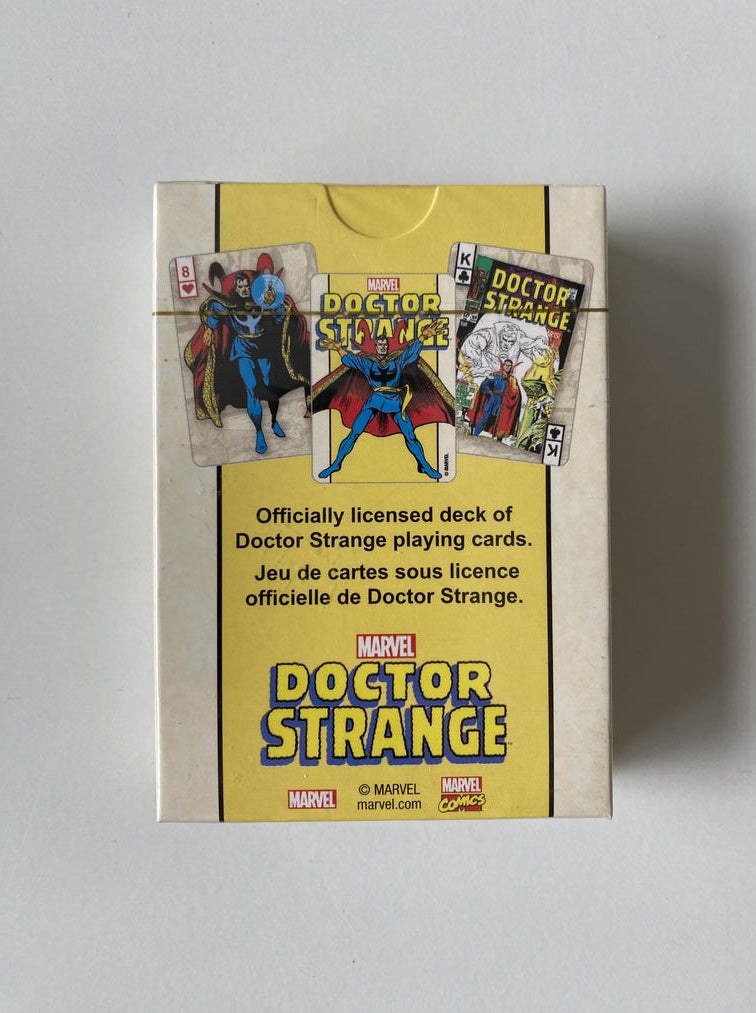 8
MARVEL
DOCTOR
STRANGE
© MARVEL
K
DOCTOR
STRANGE
K
Officially licensed deck of
Doctor Strange playing cards.
Jeu de cartes sous licence
officielle de Doctor Strange.
MARVEL
DOCTOR
STRANGE
MARVEL
© MARVEL
marvel.com
MARVEL
COMICS